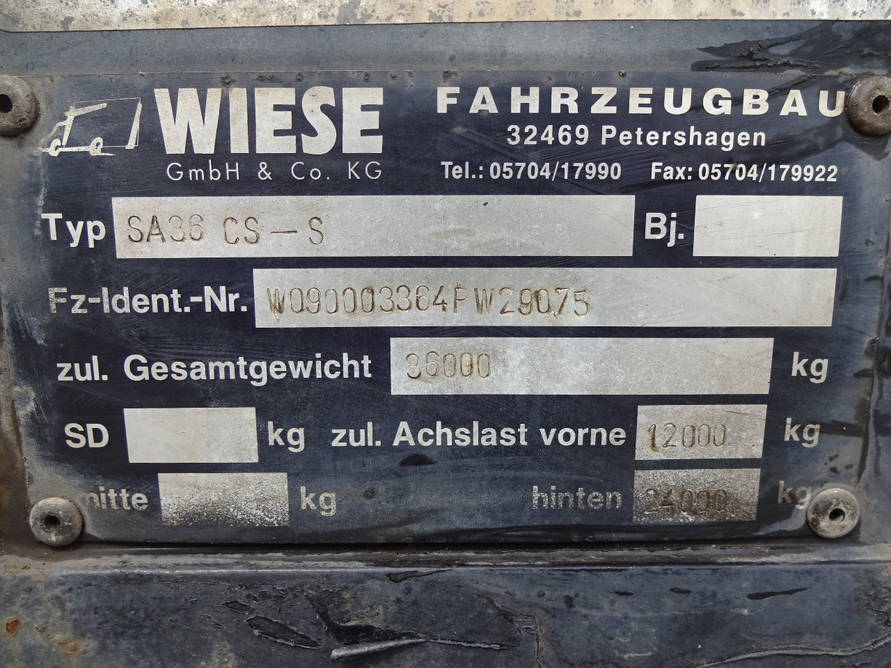 WIESE FAHRZEUGBAU
GmbH & Co. KG 32469 Petershagen
Tel.: 05704/17990 Fax: 05704/179922
Typ SA36 CS-S Bj.
Fz-Ident.-Nr. W090003364PW29075
zul. Gesamtgewicht 36000 kg
SD kg zul. Achslast vorne 12000 kg
mitte kg hinten 24000 kg